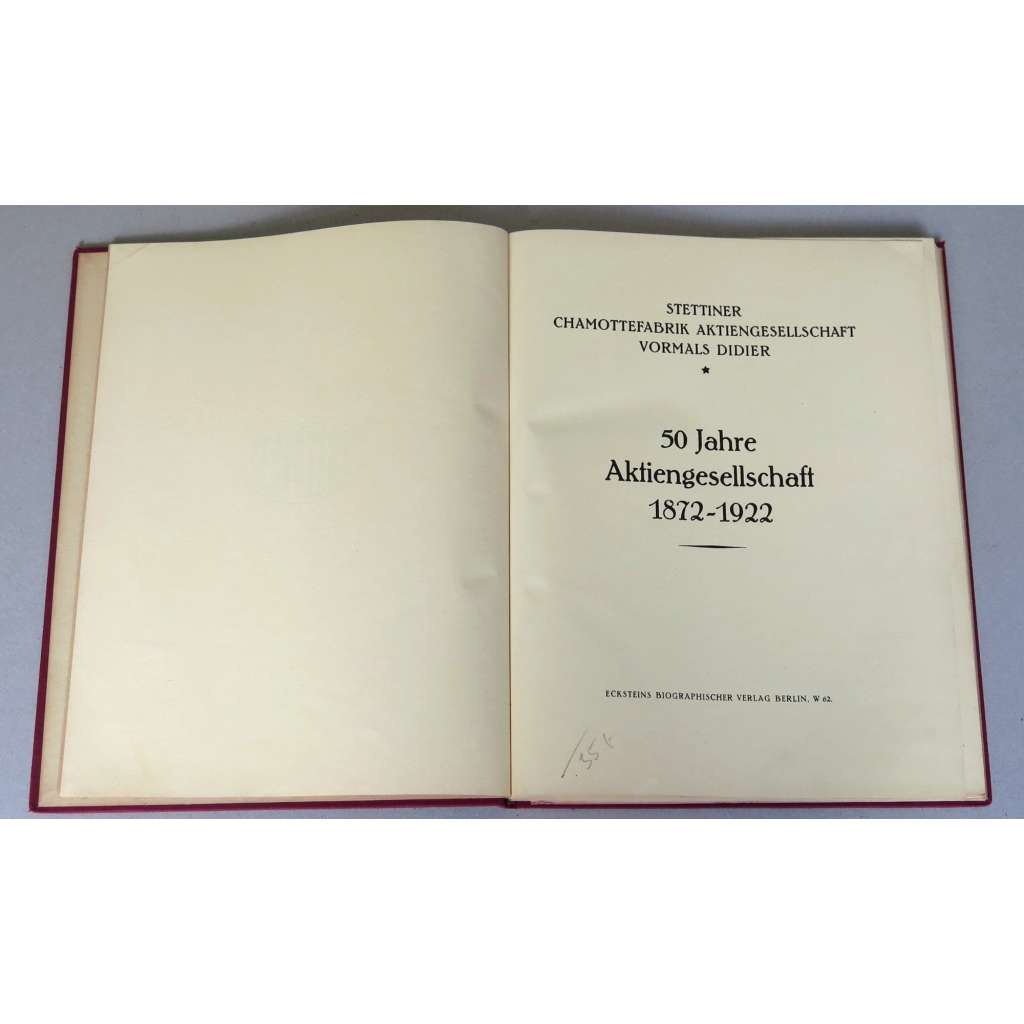 STETTINER
CHAMOTTEFABRIK AKTIENGESELLSCHAFT
VORMALS DIDIER
50 Jahre
Aktiengesellschaft
1872-1922
ECKSTEINS BIOGRAPHISCHER VERLAG BERLIN, W 62.